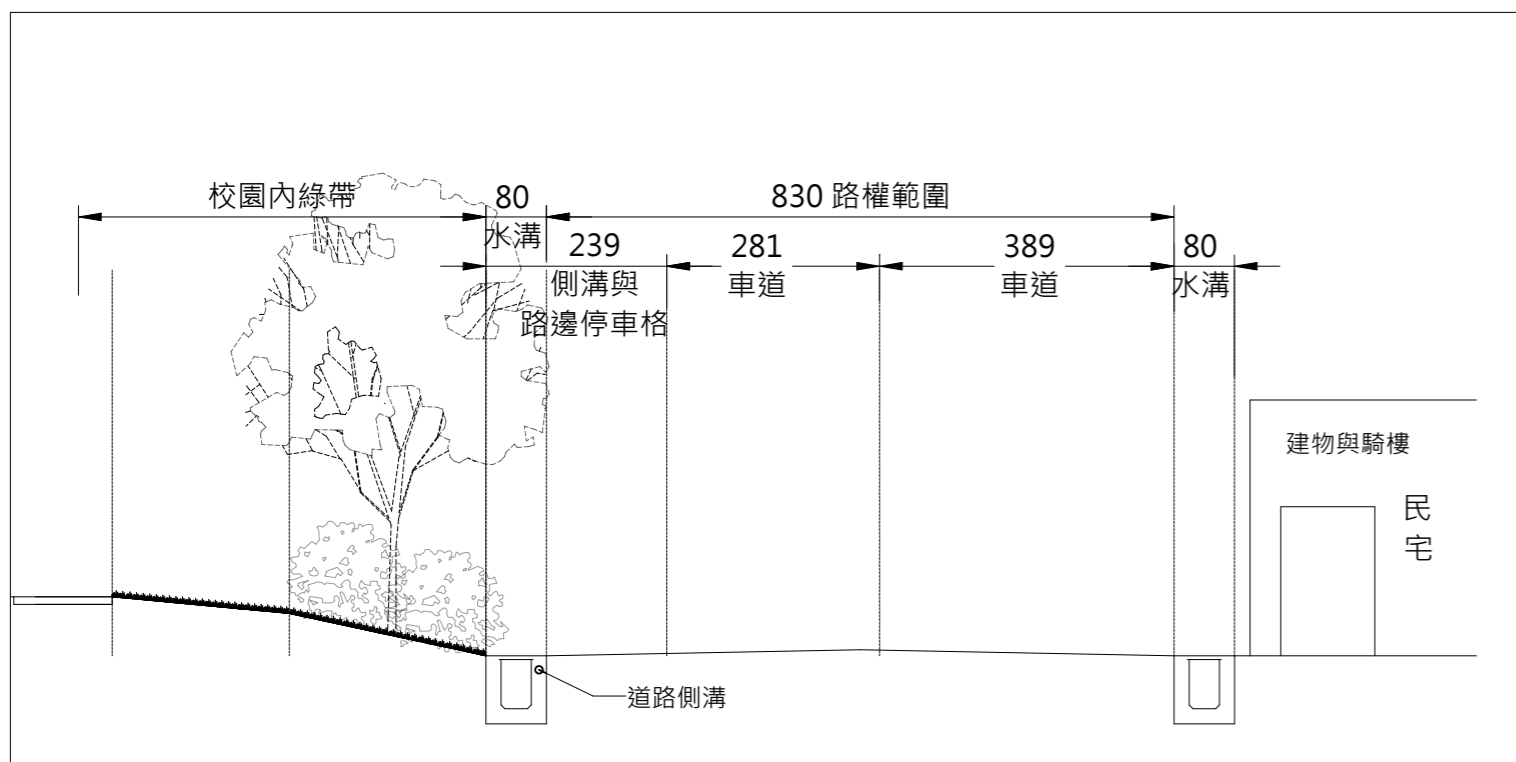 校園內綠帶
80
水溝
830 路權範圍
239
側溝與
路邊停車格
281
車道
389
車道
80
水溝
建物與騎樓
民
宅
道路側溝